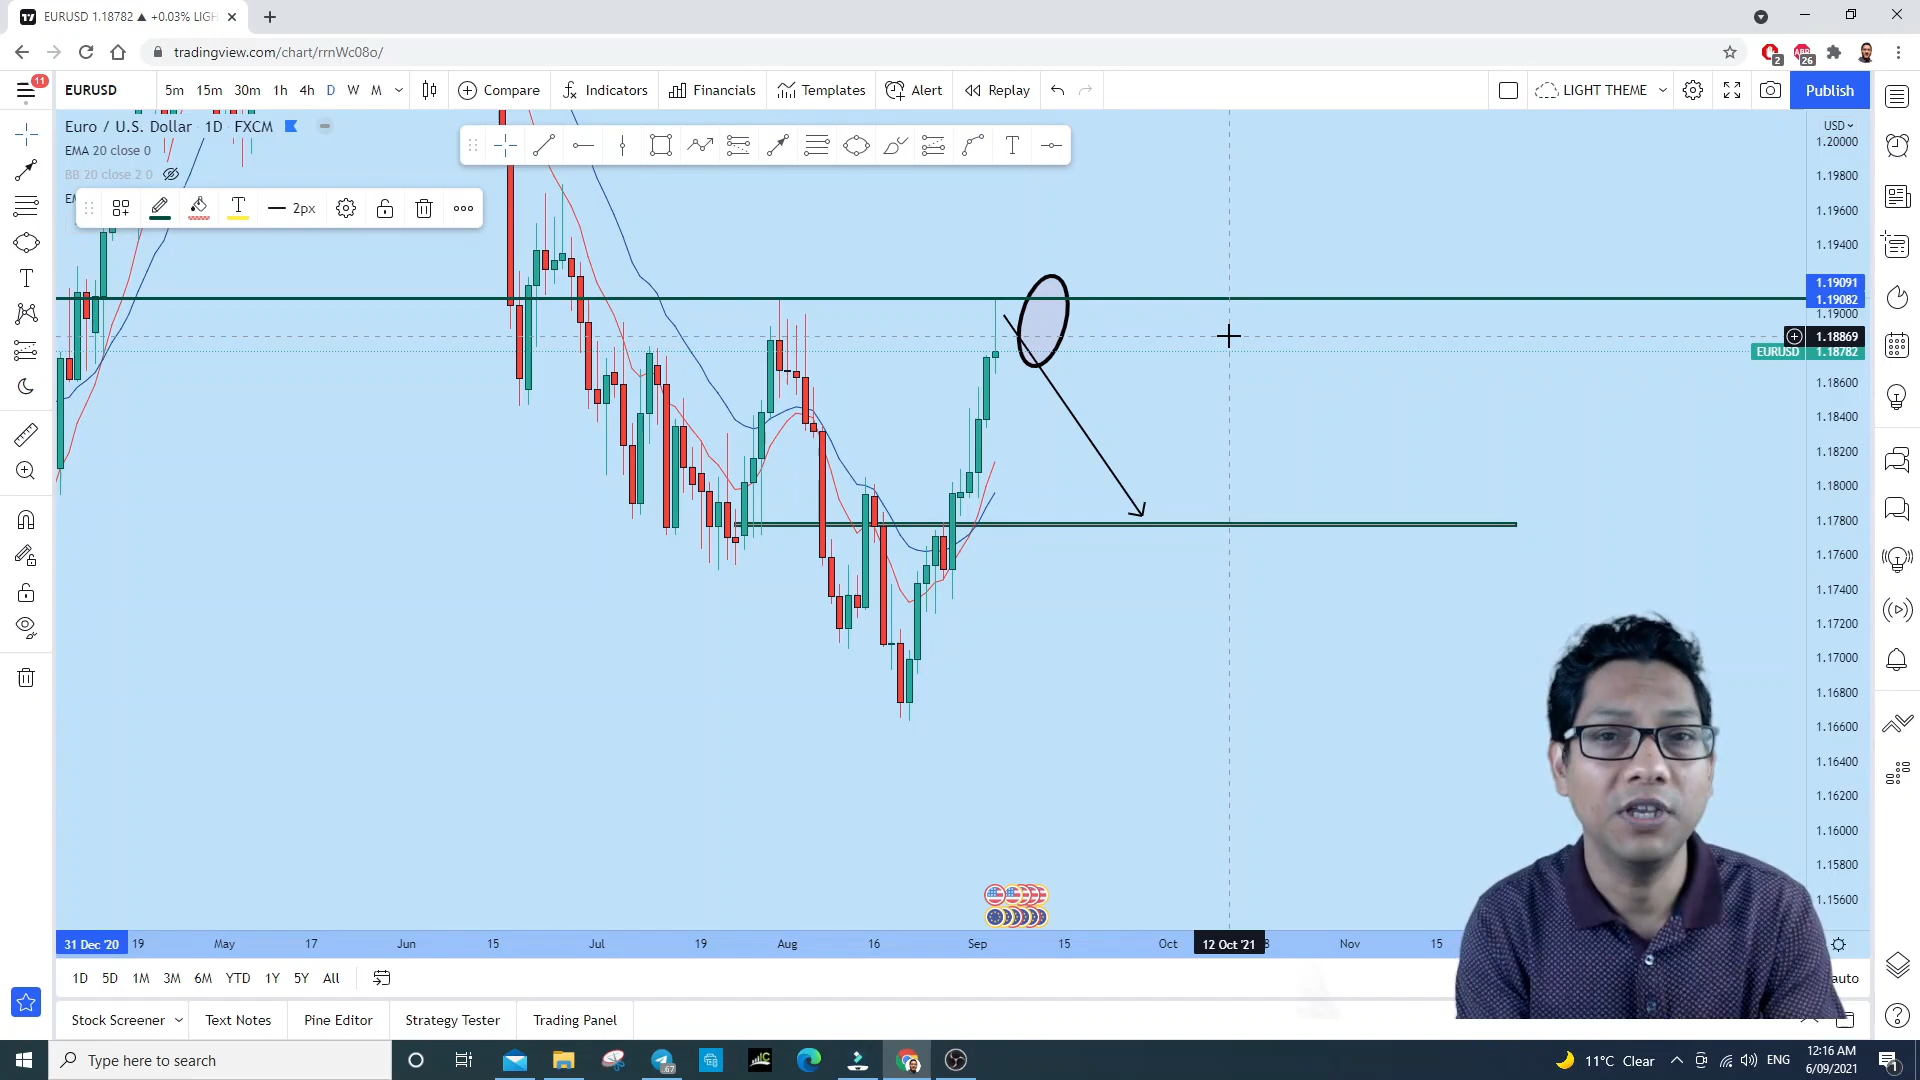 EURUSD 1.18782 ▲ +0.03% LIGH
tradingview.com/chart/rrnWc08o/
2
26
11
EURUSD 5m 15m 30m 1h 4h D W M Compare Indicators Financials Templates Alert Replay LIGHT THEME Publish
Euro / U.S. Dollar 1D FXCM
EMA 20 close 0
BB 20 close 2 0
2px
USD
1.20000
1.19800
1.19600
1.19400
1.19091
1.19082
1.19000
1.18869
EURUSD 1.18782
1.18600
1.18400
1.18200
1.18000
1.17800
1.17600
1.17400
1.17200
1.17000
1.16800
1.16600
1.16400
1.16200
1.16000
1.15800
1.15600
31 Dec '20 19 May 17 Jun 15 Jul 19 Aug 16 Sep 15 Oct 12 Oct '21 8 Nov 15
1D 5D 1M 3M 6M YTD 1Y 5Y All auto
Stock Screener Text Notes Pine Editor Strategy Tester Trading Panel
Type here to search
.67
11°C Clear
ENG
12:16 AM
6/09/2021
1